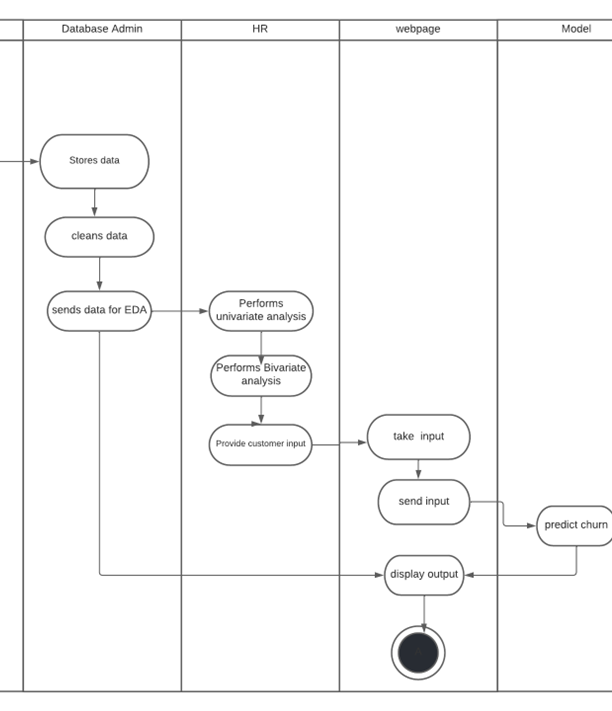 Database Admin
HR
webpage
Model
Stores data
cleans data
sends data for EDA
Performs
univariate analysis
Performs Bivariate
analysis
Provide customer input
take input
send input
predict churn
display output